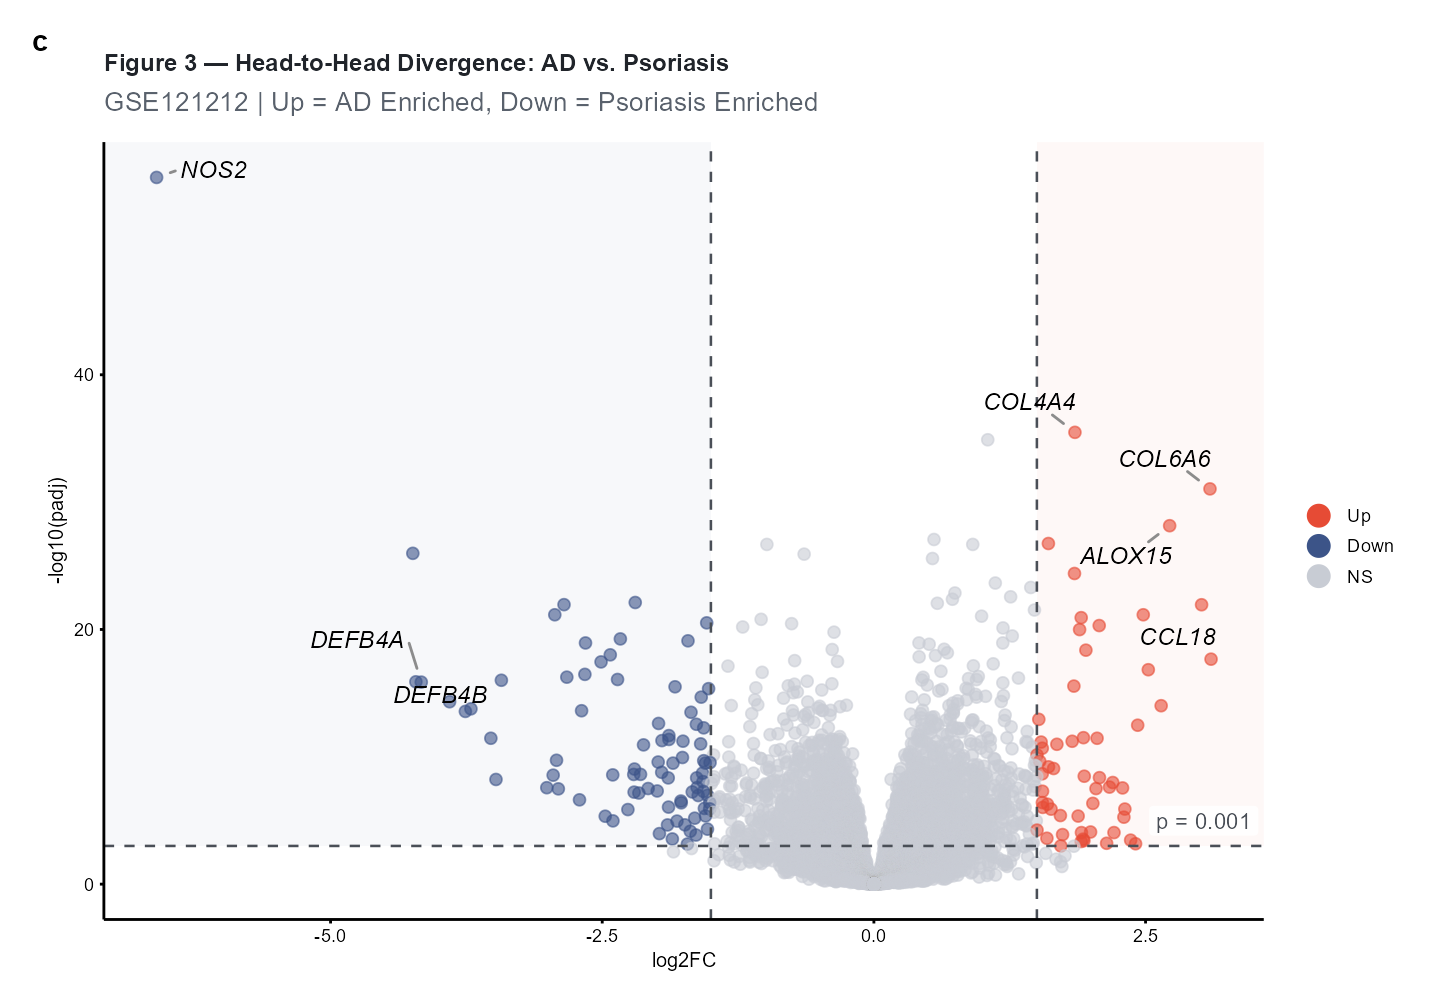 c
Figure 3 — Head-to-Head Divergence: AD vs. Psoriasis
GSE121212 | Up = AD Enriched, Down = Psoriasis Enriched
NOS2
40
COL4A4
COL6A6
-log10(padj)
Up
ALOX15
Down
NS
20
DEFB4A
CCL18
DEFB4B
p = 0.001
0
-5.0
-2.5
0.0
2.5
log2FC